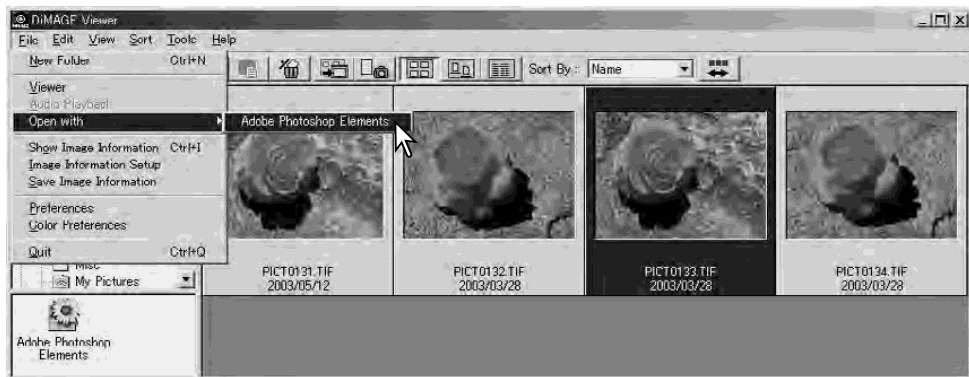 DiMAGE Viewer
File Edit View Sort Tools Help
New Folder Ctrl+N
Sort By : Name
Viewer
Audio Playback
Open with
Adobe Photoshop Elements
Show Image Information Ctrl+I
Image Information Setup
Save Image Information
Preferences
Color Preferences
Quit Ctrl+Q
Misc
My Pictures
PICT0131.TIF
2003/05/12
PICT0132.TIF
2003/03/28
PICT0133.TIF
2003/03/28
PICT0134.TIF
2003/03/28
Adobe Photoshop
Elements